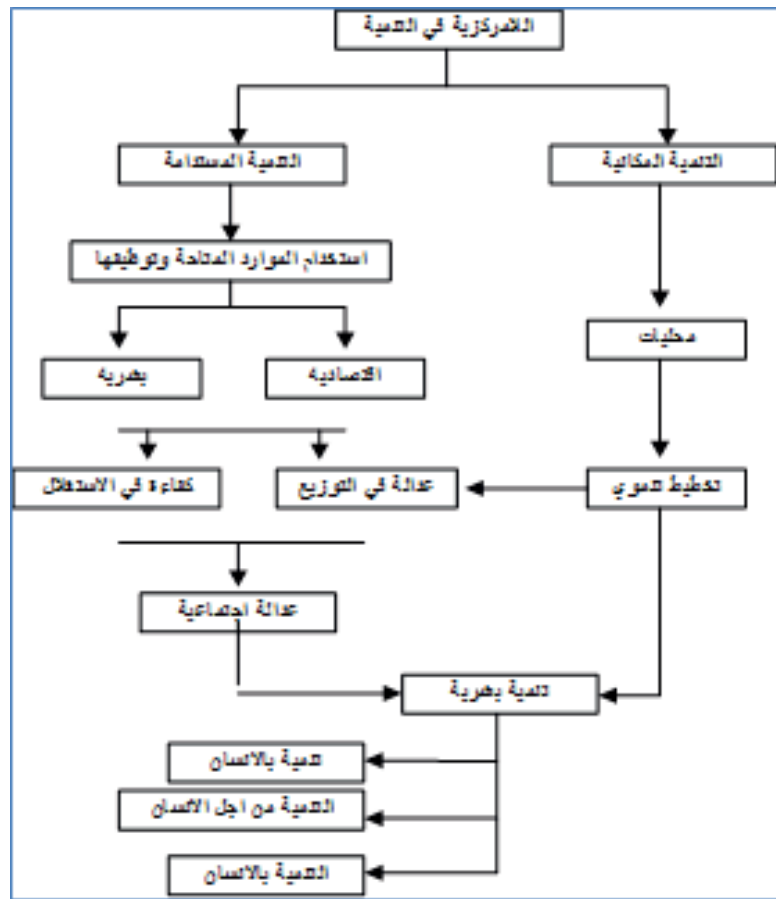 اللامركزية في التنمية
التنمية المكانية
التنمية المستدامة
استخدام الموارد المتاحة وتوظيفها
محليات
اقتصادية
بشرية
تخطيط تنموي
عدالة في التوزيع
كفاءة في الاستغلال
عدالة اجتماعية
تنمية بشرية
تنمية بالانسان
التنمية من اجل الانسان
التنمية بالانسان